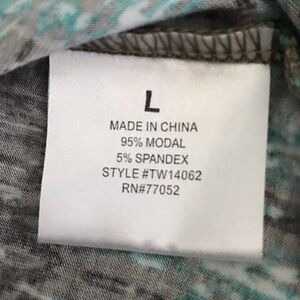 L
MADE IN CHINA
95% MODAL
5% SPANDEX
STYLE #TW14062
RN#77052